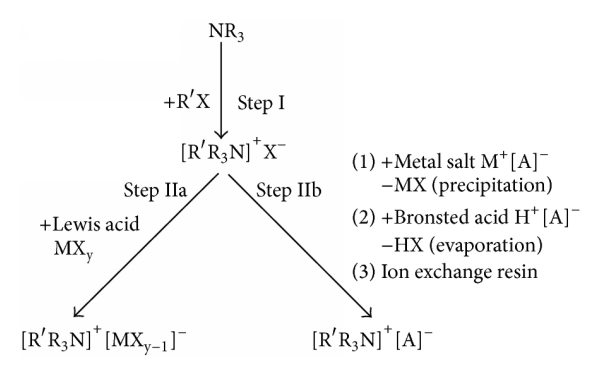 NR₃
+R′X Step I
[R′R₃N]⁺X⁻
Step IIa Step IIb
+Lewis acid
MXy
(1) +Metal salt M⁺[A]⁻
−MX (precipitation)
(2) +Bronsted acid H⁺[A]⁻
−HX (evaporation)
(3) Ion exchange resin
[R′R₃N]⁺[MXy−1]⁻
[R′R₃N]⁺[A]⁻